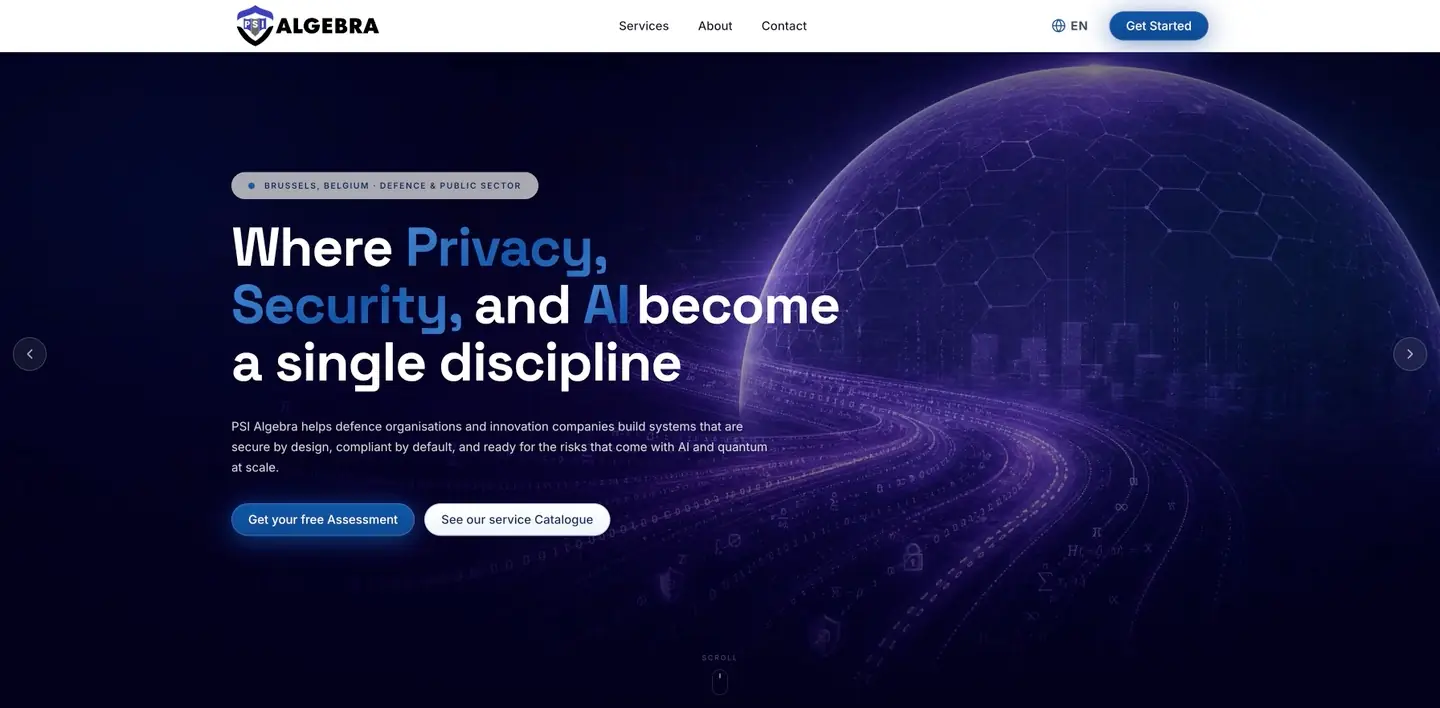 PSI ALGEBRA
Services
About
Contact
EN
Get Started
BRUSSELS, BELGIUM · DEFENCE & PUBLIC SECTOR
Where Privacy,
Security, and AI become
a single discipline
PSI Algebra helps defence organisations and innovation companies build systems that are
secure by design, compliant by default, and ready for the risks that come with AI and quantum
at scale.
Get your free Assessment
See our service Catalogue
SCROLL